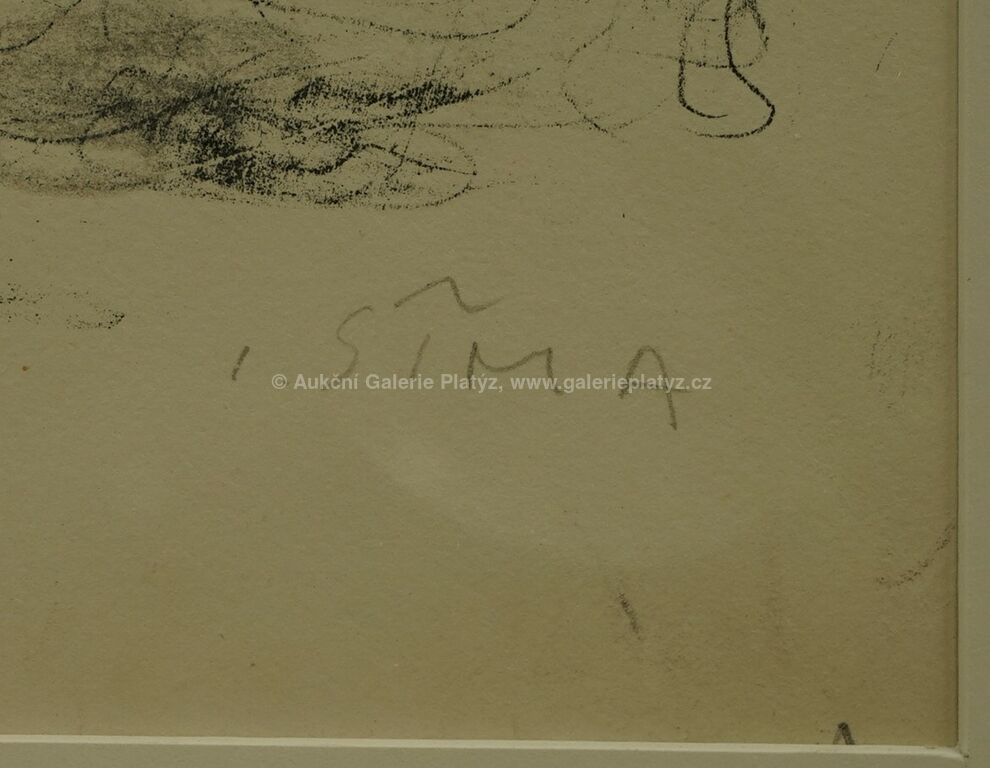 J. ŠÍMA
© Aukční Galerie Platýz, www.galerieplatyz.cz